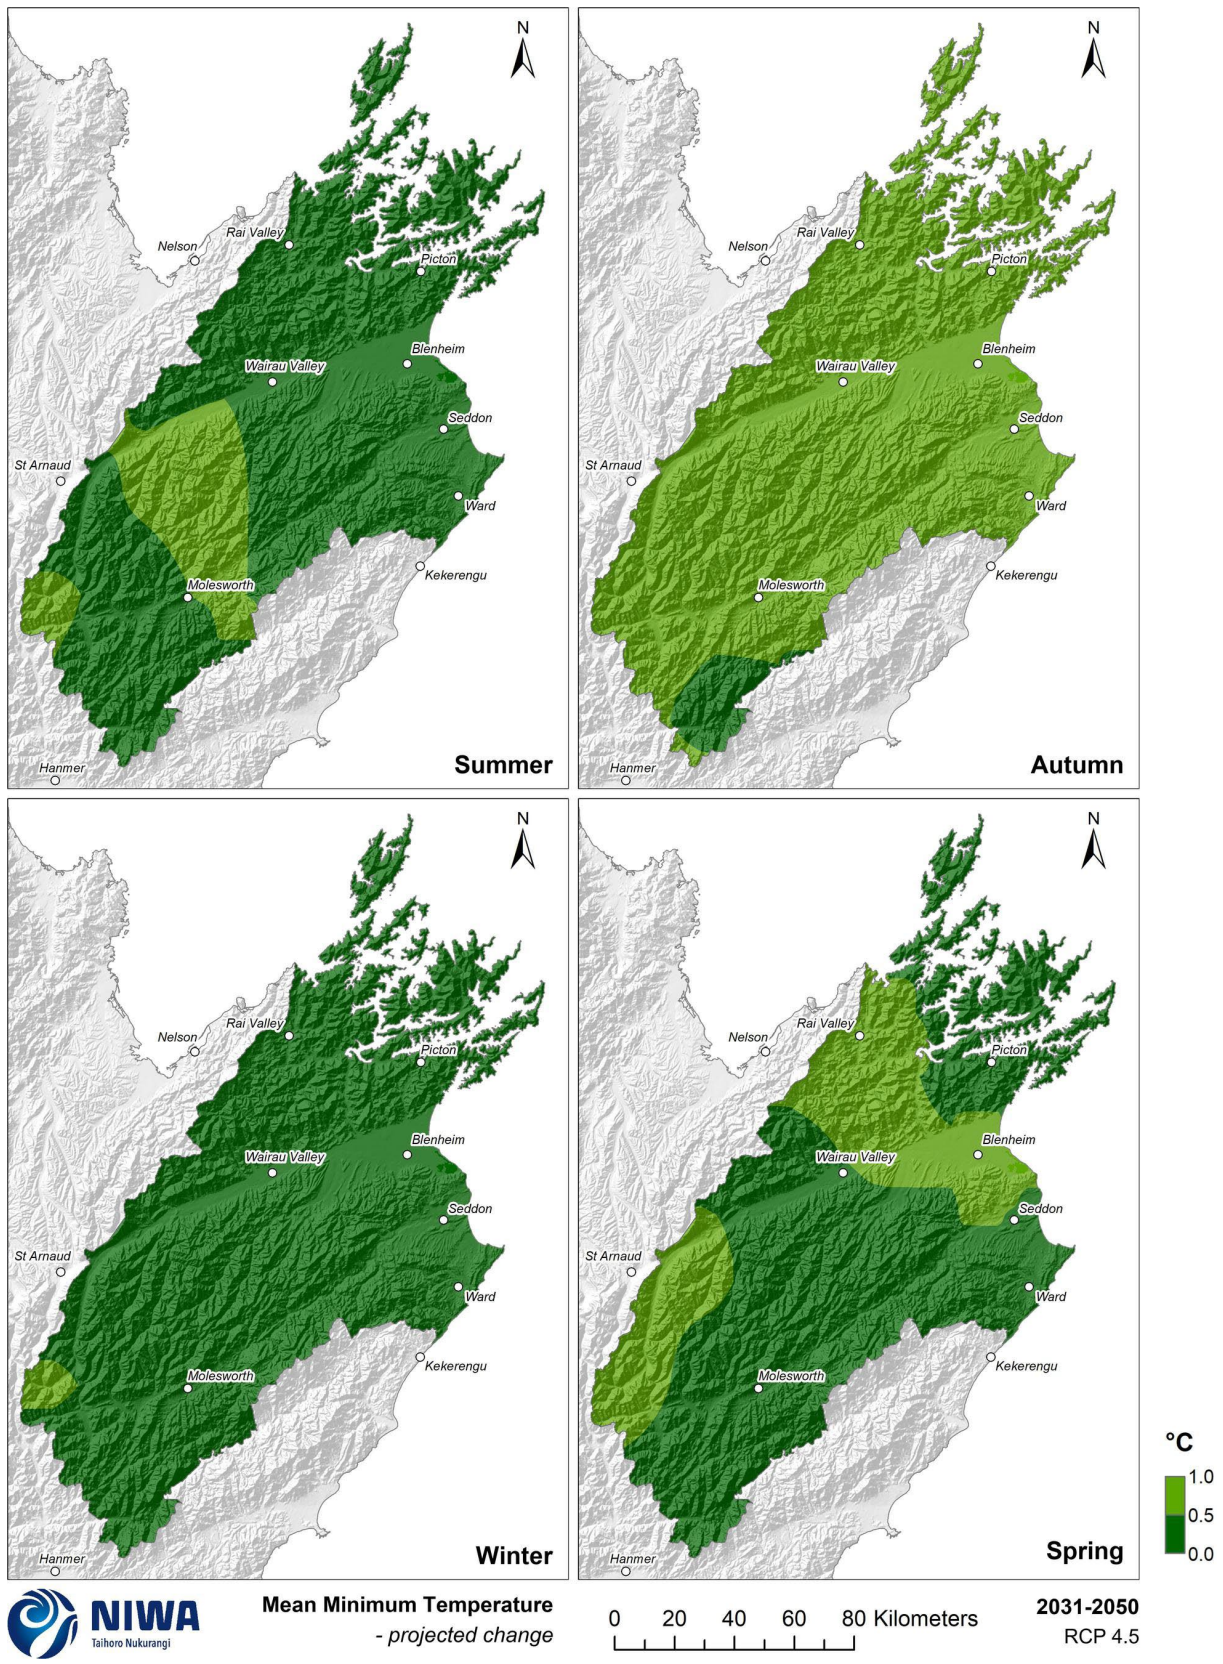 N
Rai Valley
Nelson
Picton
Blenheim
Wairau Valley
Seddon
St Arnaud
Ward
Kekerengu
Molesworth
Hanmer
Summer
N
Rai Valley
Nelson
Picton
Blenheim
Wairau Valley
Seddon
St Arnaud
Ward
Kekerengu
Molesworth
Hanmer
Autumn
N
Rai Valley
Nelson
Picton
Blenheim
Wairau Valley
Seddon
St Arnaud
Ward
Kekerengu
Molesworth
Hanmer
Winter
N
Rai Valley
Nelson
Picton
Blenheim
Wairau Valley
Seddon
St Arnaud
Ward
Kekerengu
Molesworth
Hanmer
Spring
°C
1.0
0.5
0.0
NIWA
Taihoro Nukurangi
Mean Minimum Temperature
- projected change
0 20 40 60 80 Kilometers
2031-2050
RCP 4.5